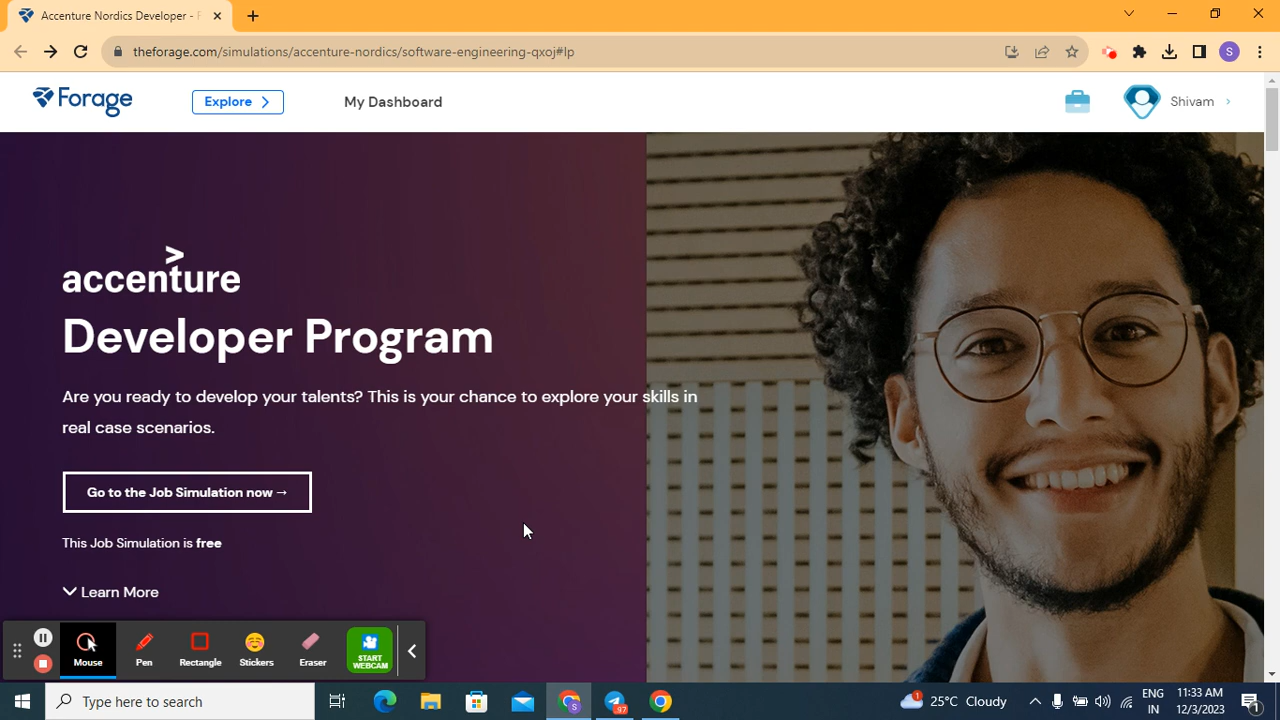 Accenture Nordics Developer - F
theforage.com/simulations/accenture-nordics/software-engineering-qxoj#lp
S
Forage
Explore
My Dashboard
Shivam
accenture
Developer Program
Are you ready to develop your talents? This is your chance to explore your skills in
real case scenarios.
Go to the Job Simulation now →
This Job Simulation is free
Learn More
Mouse
Pen
Rectangle
Stickers
Eraser
START
WEBCAM
Type here to search
S
97
1
25°C Cloudy
ENG
IN
11:33 AM
12/3/2023
1